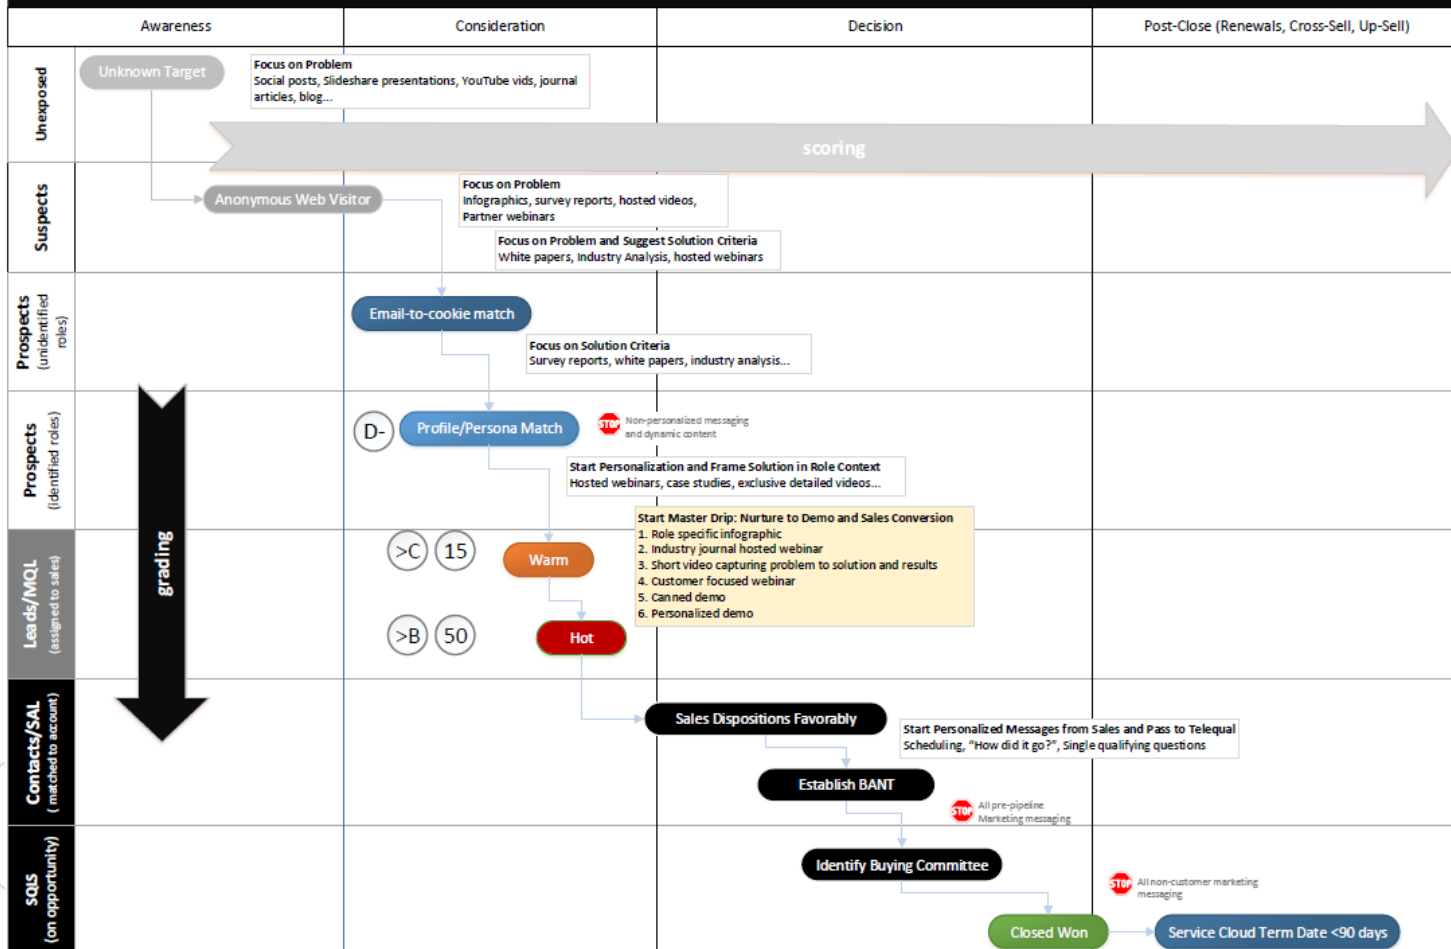 Awareness
Consideration
Decision
Post-Close (Renewals, Cross-Sell, Up-Sell)
Unexposed
Unknown Target
Focus on Problem
Social posts, Slideshare presentations, YouTube vids, journal
articles, blog...
scoring
Suspects
Anonymous Web Visitor
Focus on Problem
Infographics, survey reports, hosted videos,
Partner webinars
Focus on Problem and Suggest Solution Criteria
White papers, Industry Analysis, hosted webinars
Prospects
(unidentified
roles)
Email-to-cookie match
Focus on Solution Criteria
Survey reports, white papers, industry analysis...
Prospects
(identified roles)
D-
Profile/Persona Match
STOP
Non-personalized messaging
and dynamic content
Start Personalization and Frame Solution in Role Context
Hosted webinars, case studies, exclusive detailed videos...
grading
Leads/MQL
(assigned to sales)
>C
15
Warm
Start Master Drip: Nurture to Demo and Sales Conversion
1. Role specific infographic
2. Industry journal hosted webinar
3. Short video capturing problem to solution and results
4. Customer focused webinar
5. Canned demo
6. Personalized demo
>B
50
Hot
Contacts/SAL
( matched to account)
Sales Dispositions Favorably
Start Personalized Messages from Sales and Pass to Telequal
Scheduling, "How did it go?", Single qualifying questions
Establish BANT
STOP
All pre-pipeline
Marketing messaging
SQLS
(on opportunity)
Identify Buying Committee
STOP
All non-customer marketing
messaging
Closed Won
Service Cloud Term Date <90 days